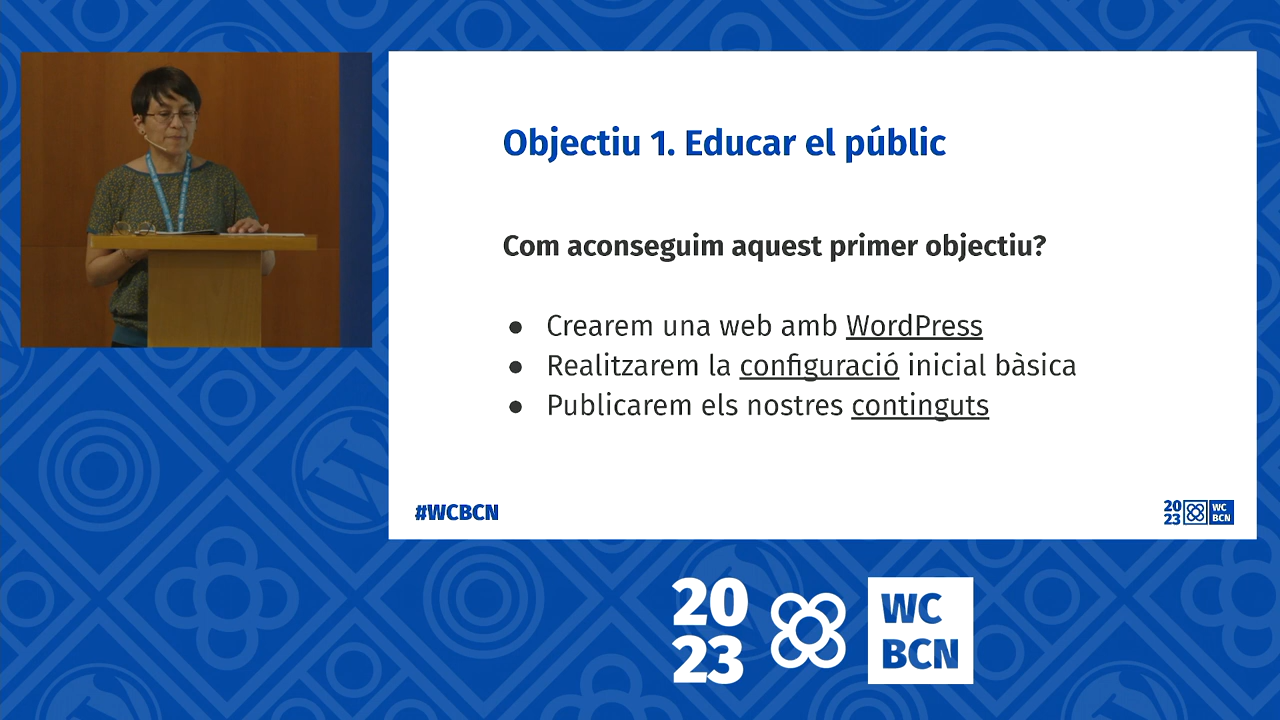 Objectiu 1. Educar el públic
Com aconseguim aquest primer objectiu?
● Crearem una web amb WordPress
● Realitzarem la configuració inicial bàsica
● Publicarem els nostres continguts
#WCBCN
20
23
WC
BCN
20
23
WC
BCN